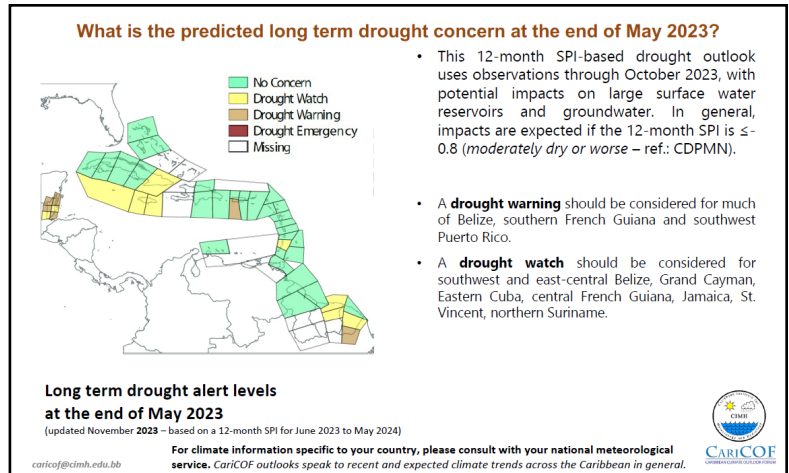 What is the predicted long term drought concern at the end of May 2023?
No Concern
Drought Watch
Drought Warning
Drought Emergency
Missing
• This 12-month SPI-based drought outlook
uses observations through October 2023, with
potential impacts on large surface water
reservoirs and groundwater. In general,
impacts are expected if the 12-month SPI is ≤-
0.8 (moderately dry or worse – ref.: CDPMN).
• A drought warning should be considered for much
of Belize, southern French Guiana and southwest
Puerto Rico.
• A drought watch should be considered for
southwest and east-central Belize, Grand Cayman,
Eastern Cuba, central French Guiana, Jamaica, St.
Vincent, northern Suriname.
Long term drought alert levels
at the end of May 2023
(updated November 2023 – based on a 12-month SPI for June 2023 to May 2024)
CIMH
CARICOF
CARIBBEAN CLIMATE OUTLOOK FORUM
caricof@cimh.edu.bb
For climate information specific to your country, please consult with your national meteorological
service. CariCOF outlooks speak to recent and expected climate trends across the Caribbean in general.